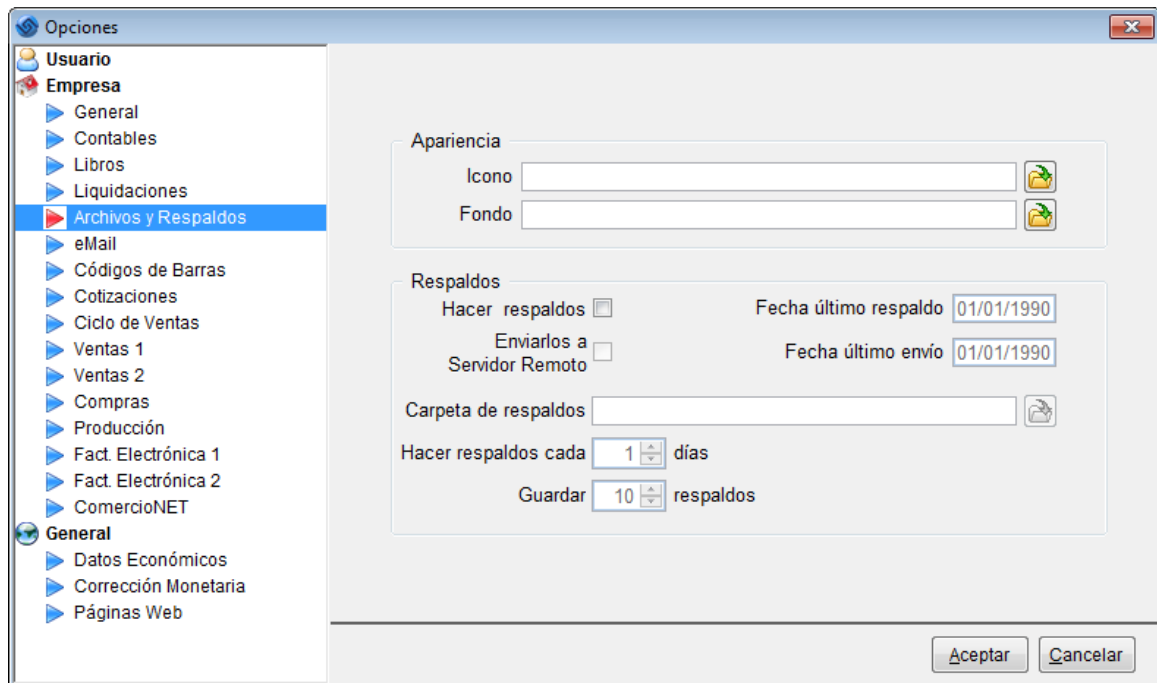 Opciones
Usuario
Empresa
General
Contables
Libros
Liquidaciones
Archivos y Respaldos
eMail
Códigos de Barras
Cotizaciones
Ciclo de Ventas
Ventas 1
Ventas 2
Compras
Producción
Fact. Electrónica 1
Fact. Electrónica 2
ComercioNET
General
Datos Económicos
Corrección Monetaria
Páginas Web
Apariencia
Icono
Fondo
Respaldos
Hacer respaldos Fecha último respaldo 01/01/1990
Enviarlos a
Servidor Remoto Fecha último envío 01/01/1990
Carpeta de respaldos
Hacer respaldos cada 1 días
Guardar 10 respaldos
Aceptar Cancelar